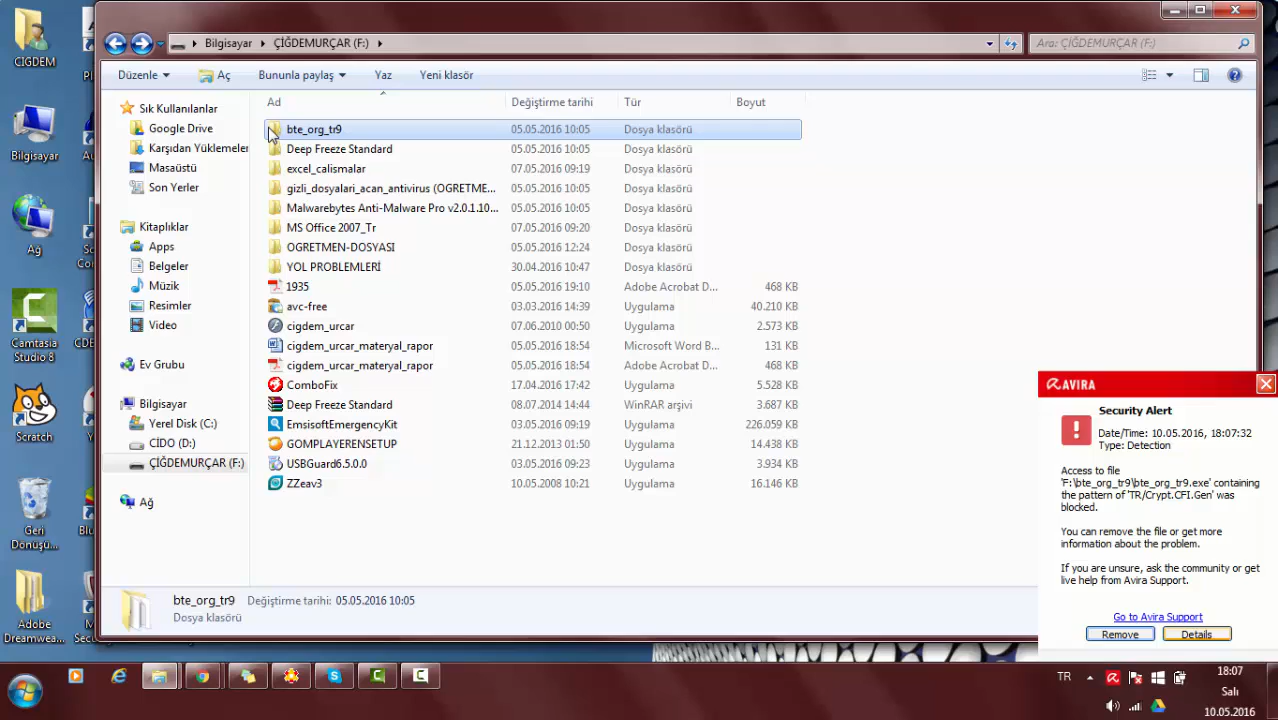 CIGDEM
Bilgisayar
Ağ
Camtasia
Studio 8
Scratch
Geri
Dönüşü...
Adobe
Dreamwea...
Bilgisayar
ÇİĞDEMURÇAR (F:)
Ara: ÇİĞDEMURÇAR (F:)
Düzenle
Aç
Bununla paylaş
Yaz
Yeni klasör
Sık Kullanılanlar
Google Drive
Karşıdan Yüklemeler
Masaüstü
Son Yerler
Kitaplıklar
Apps
Belgeler
Müzik
Resimler
Video
Ev Grubu
Bilgisayar
Yerel Disk (C:)
CİDO (D:)
ÇİĞDEMURÇAR (F:)
Ağ
Ad Değiştirme tarihi Tür Boyut
bte_org_tr9 05.05.2016 10:05 Dosya klasörü
Deep Freeze Standard 05.05.2016 10:05 Dosya klasörü
excel_calismalar 07.05.2016 09:19 Dosya klasörü
gizli_dosyalari_acan_antivirus (OGRETME... 05.05.2016 10:05 Dosya klasörü
Malwarebytes Anti-Malware Pro v2.0.1.10... 05.05.2016 10:05 Dosya klasörü
MS Office 2007_Tr 07.05.2016 09:20 Dosya klasörü
OGRETMEN-DOSYASI 05.05.2016 12:24 Dosya klasörü
YOL PROBLEMLERİ 30.04.2016 10:47 Dosya klasörü
1935 05.05.2016 19:10 Adobe Acrobat D... 468 KB
avc-free 03.03.2016 14:39 Uygulama 40.210 KB
cigdem_urcar 07.06.2010 00:50 Uygulama 2.573 KB
cigdem_urcar_materyal_rapor 05.05.2016 18:54 Microsoft Word B... 131 KB
cigdem_urcar_materyal_rapor 05.05.2016 18:54 Adobe Acrobat D... 468 KB
ComboFix 17.04.2016 17:42 Uygulama 5.528 KB
Deep Freeze Standard 08.07.2014 14:44 WinRAR arşivi 3.687 KB
EmsisoftEmergencyKit 03.05.2016 09:19 Uygulama 226.059 KB
GOMPLAYERENSETUP 21.12.2013 01:50 Uygulama 14.438 KB
USBGuard6.5.0.0 03.05.2016 09:23 Uygulama 3.934 KB
ZZeav3 10.05.2008 10:21 Uygulama 16.146 KB
bte_org_tr9 Değiştirme tarihi: 05.05.2016 10:05
Dosya klasörü
AVIRA
Security Alert
Date/Time: 10.05.2016, 18:07:32
Type: Detection
Access to file
'F:\bte_org_tr9\bte_org_tr9.exe' containing
the pattern of 'TR/Crypt.CFI.Gen' was
blocked.
You can remove the file or get more
information about the problem.
If you are unsure, ask the community or get
live help from Avira Support.
Go to Avira Support
Remove
Details
TR
18:07
Salı
10.05.2016